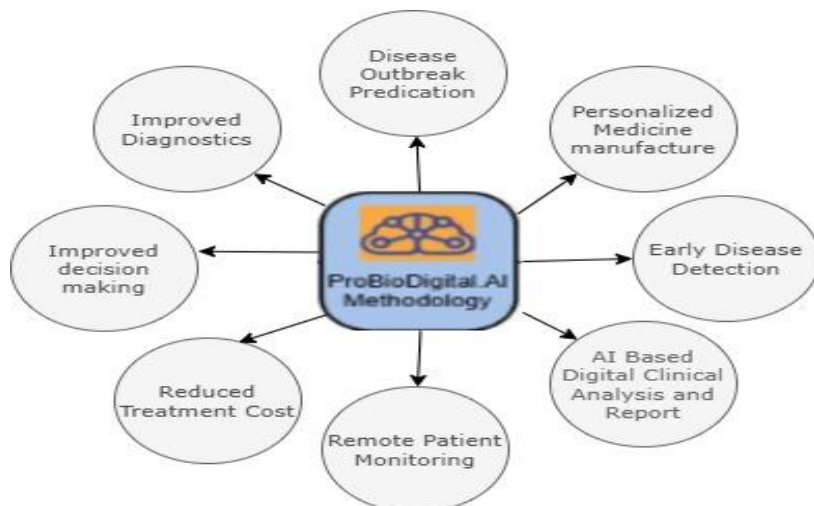 Disease
Outbreak
Predication
Improved
Diagnostics
Personalized
Medicine
manufacture
Improved
decision
making
ProBioDigital.AI
Methodology
Early Disease
Detection
Reduced
Treatment Cost
Remote Patient
Monitoring
AI Based
Digital Clinical
Analysis and
Report